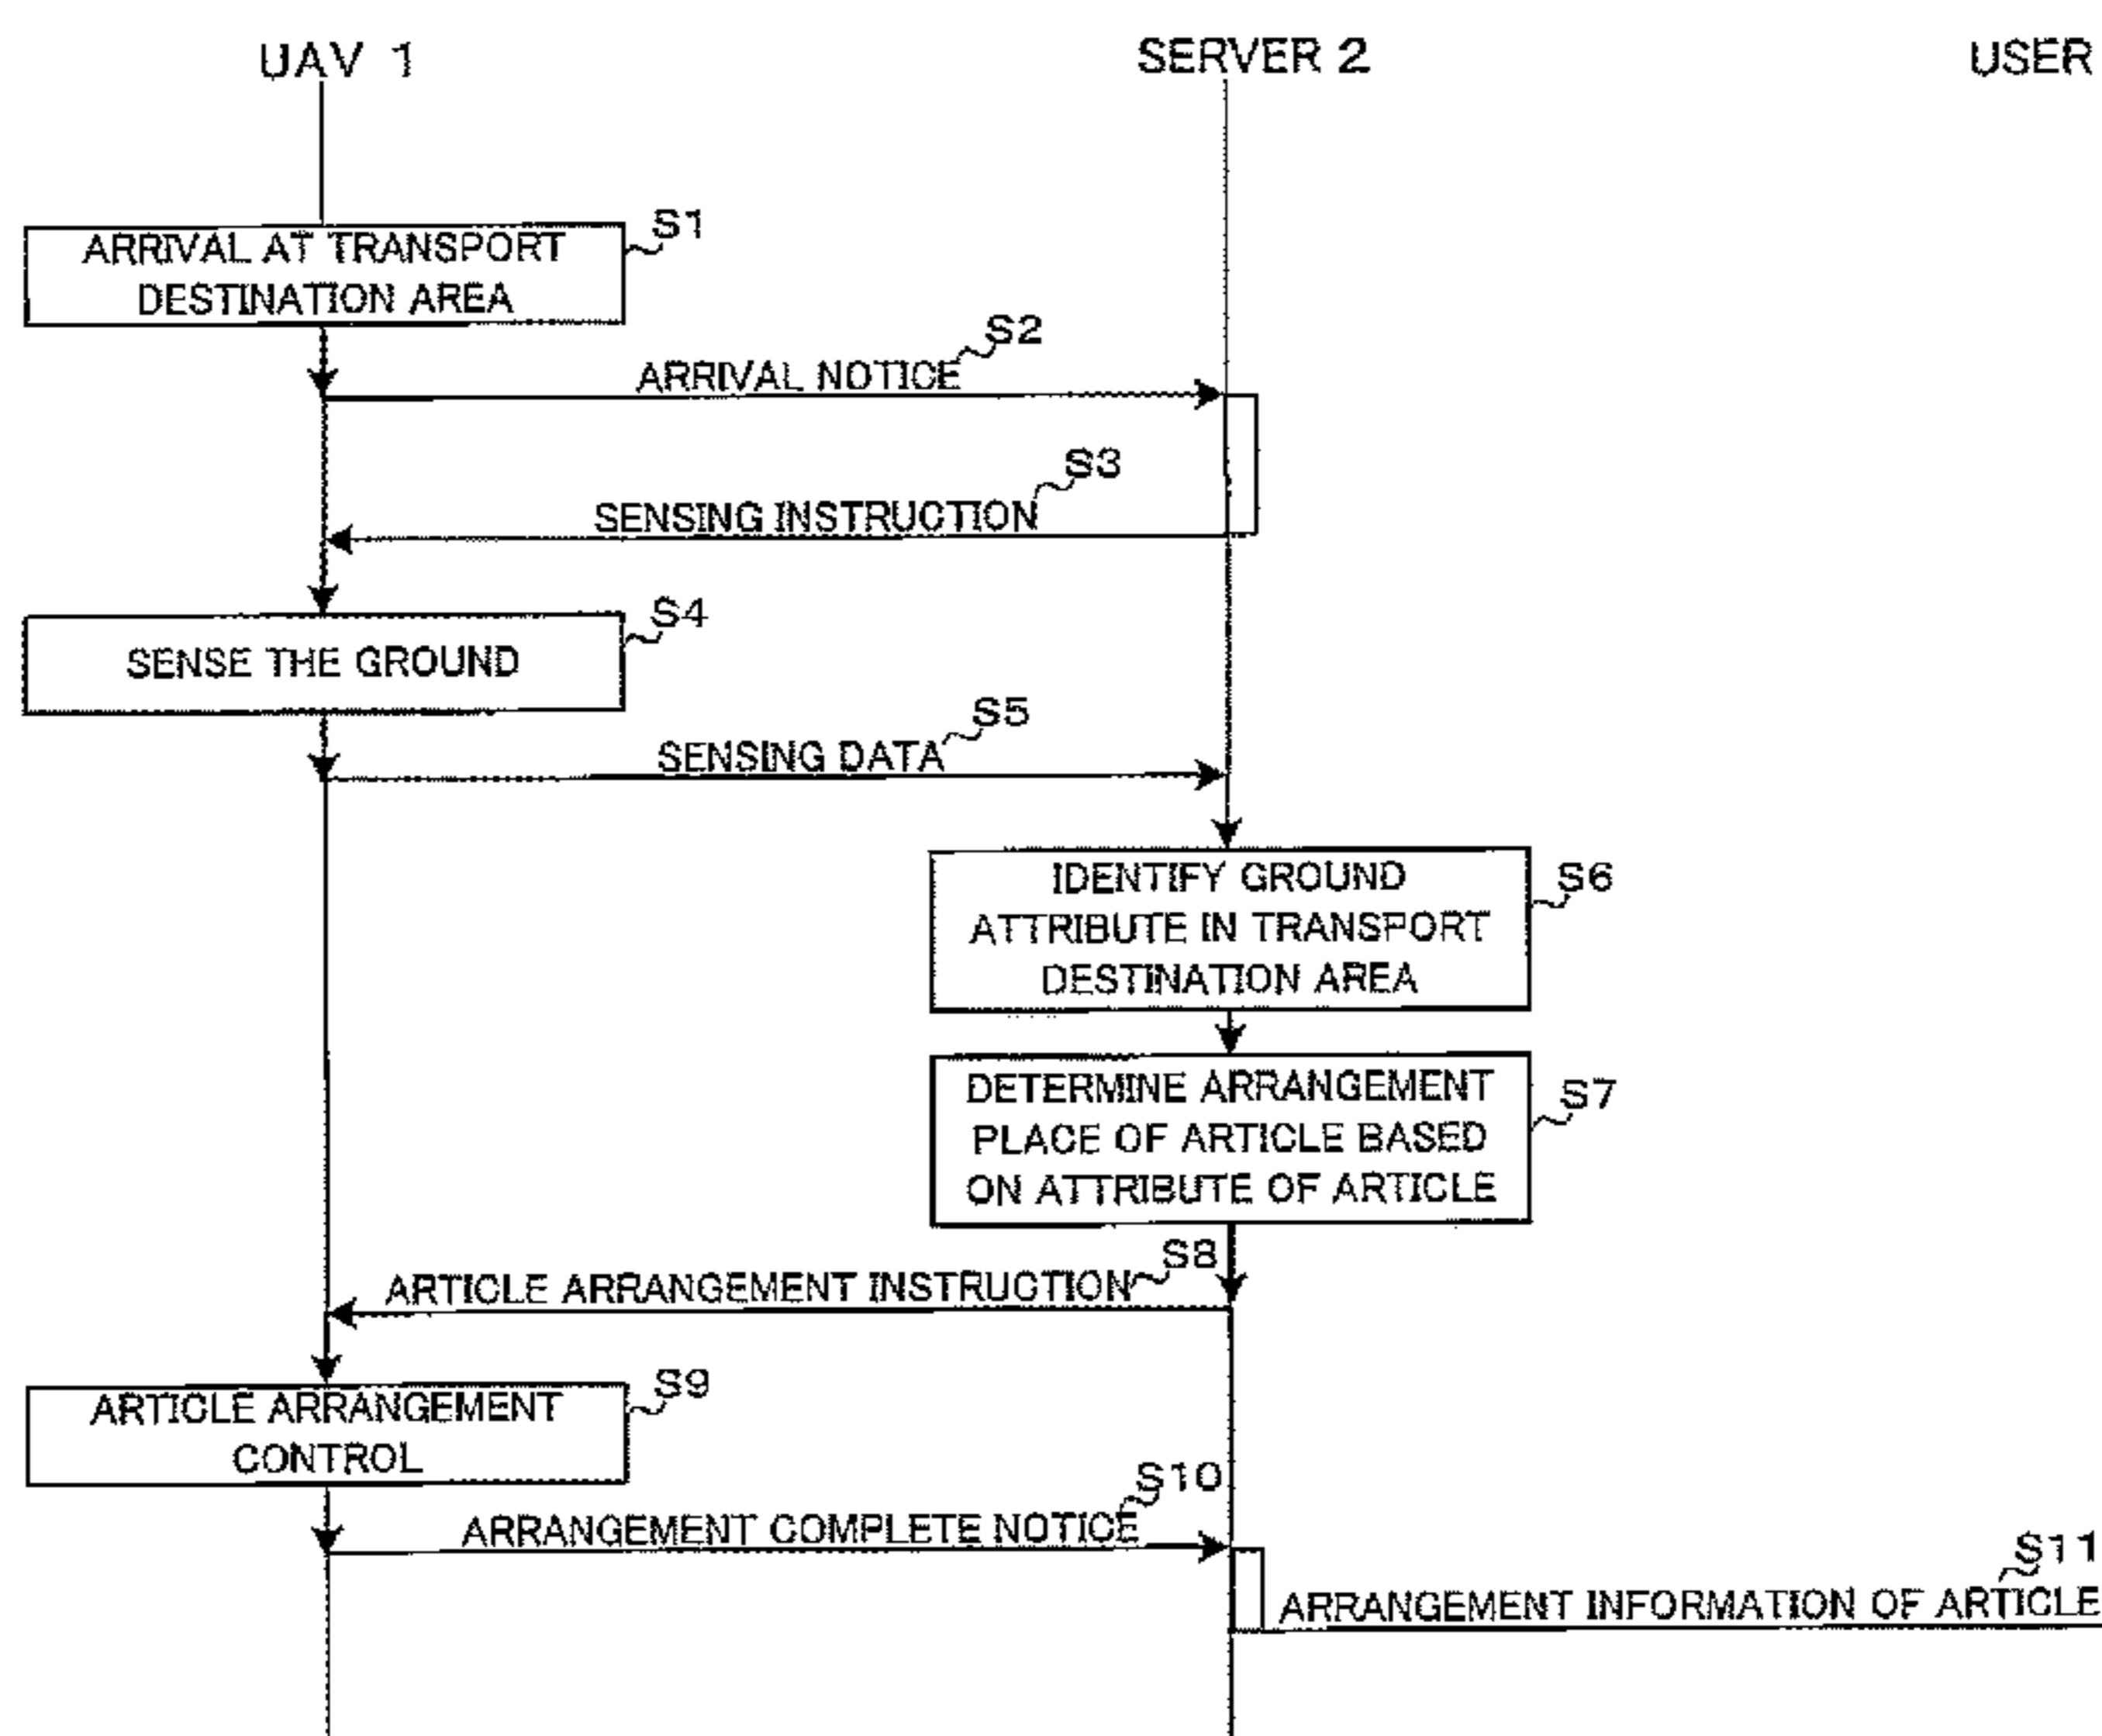 UAV 1
SERVER 2
USER
S1
ARRIVAL AT TRANSPORT
DESTINATION AREA
S2
ARRIVAL NOTICE
S3
SENSING INSTRUCTION
S4
SENSE THE GROUND
S5
SENSING DATA
S6
IDENTIFY GROUND
ATTRIBUTE IN TRANSPORT
DESTINATION AREA
S7
DETERMINE ARRANGEMENT
PLACE OF ARTICLE BASED
ON ATTRIBUTE OF ARTICLE
S8
ARTICLE ARRANGEMENT INSTRUCTION
S9
ARTICLE ARRANGEMENT
CONTROL
S10
ARRANGEMENT COMPLETE NOTICE
S11
ARRANGEMENT INFORMATION OF ARTICLE